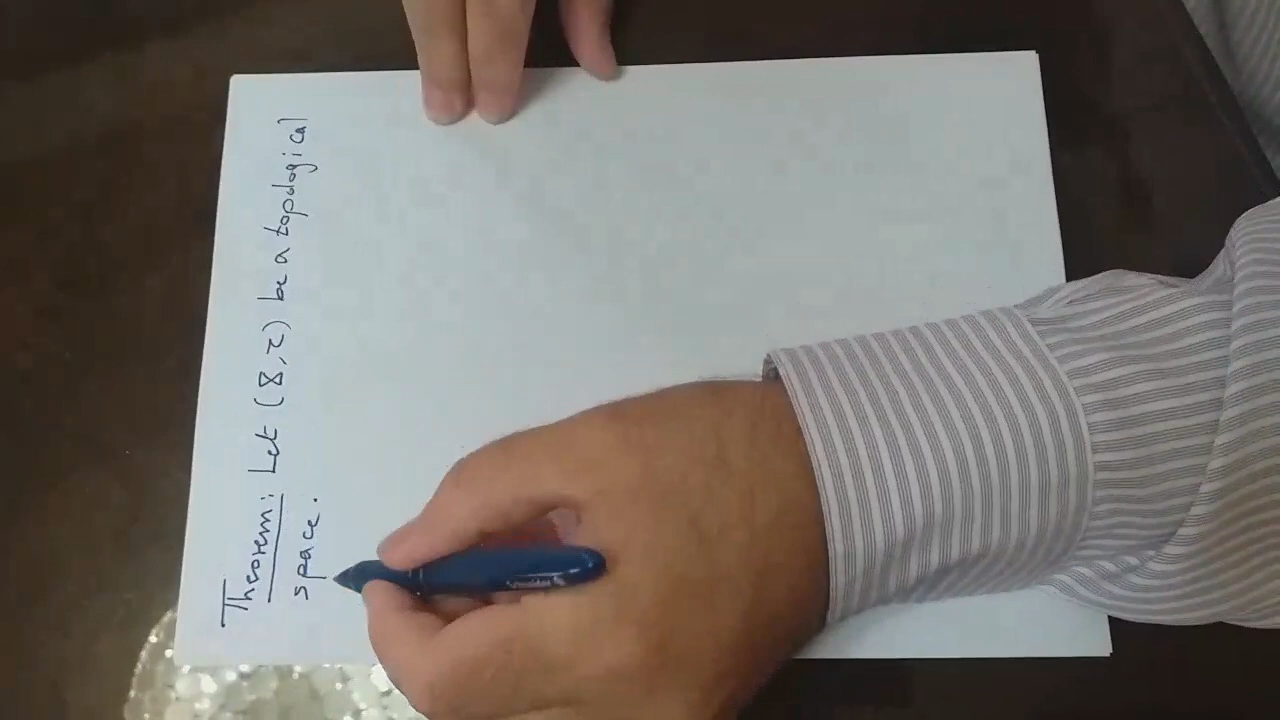 Theorem: Let (X, τ) be a topological
space.